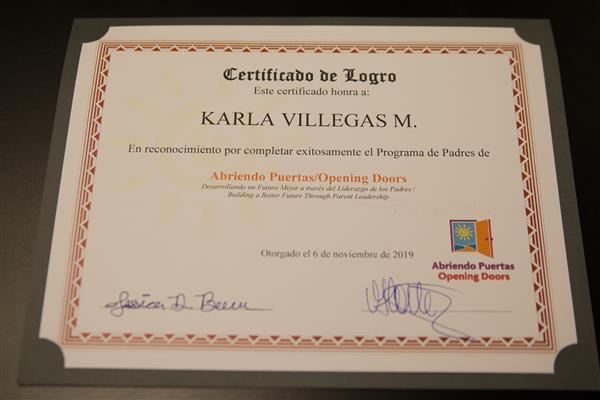 Certificado de Logro
Este certificado honra a:
KARLA VILLEGAS M.
En reconocimiento por completar exitosamente el Programa de Padres de
Abriendo Puertas/Opening Doors
Desarrollando un Futuro Mejor a través del Liderazgo de los Padres /
Building a Better Future Through Parent Leadership
Otorgado el 6 de noviembre de 2019
Abriendo Puertas
Opening Doors